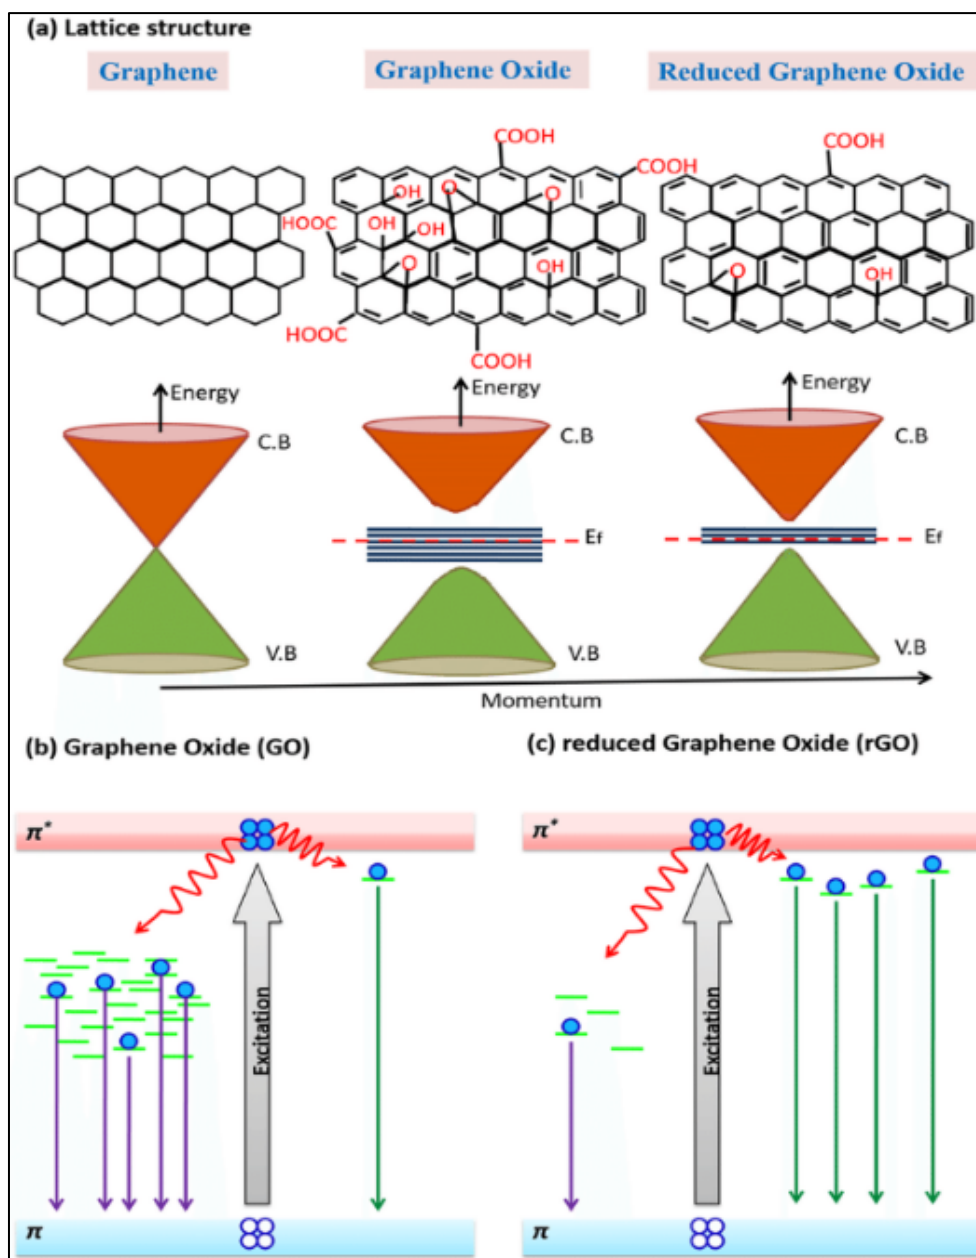 (a) Lattice structure
Graphene
Graphene Oxide
Reduced Graphene Oxide
COOH
COOH
COOH
OH
O
O
HOOC
OH
OH
O
OH
O
OH
HOOC
COOH
Energy
Energy
Energy
C.B
C.B
C.B
Ef
Ef
V.B
V.B
V.B
Momentum
(b) Graphene Oxide (GO)
(c) reduced Graphene Oxide (rGO)
π*
π*
Excitation
Excitation
π
π